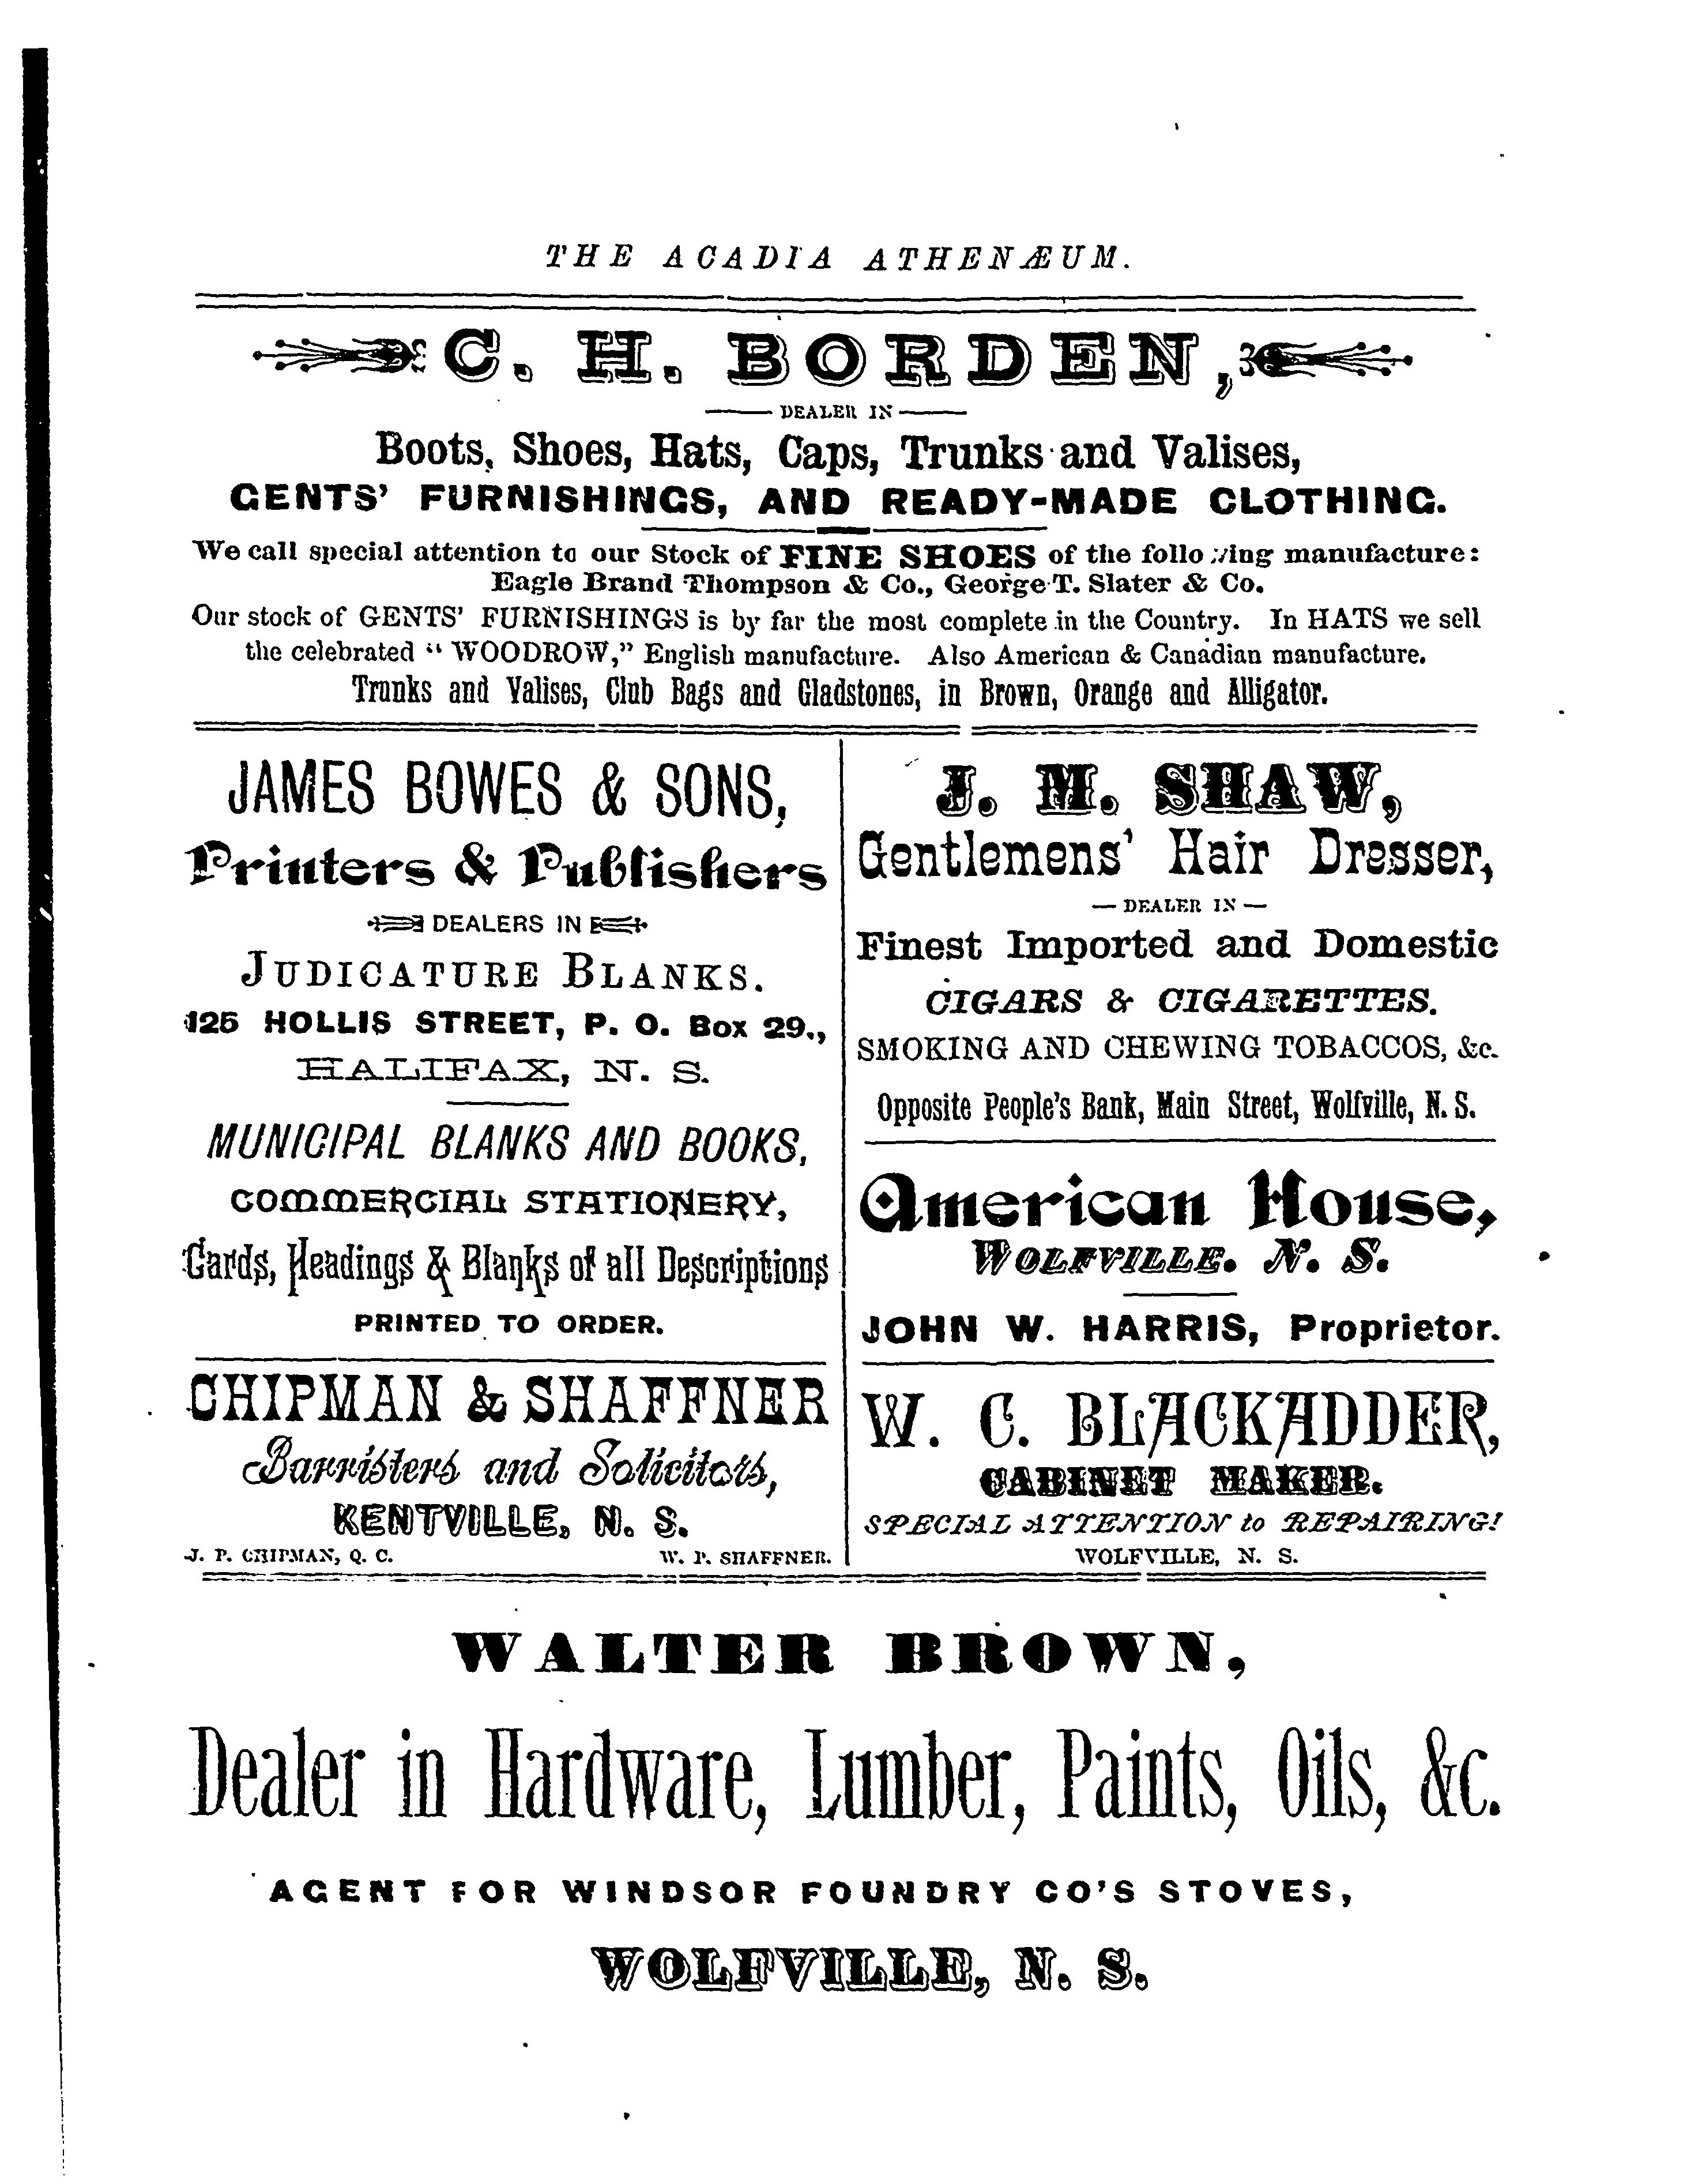 THE ACADIA ATHENÆUM.
C. H. BORDEN,
DEALER IN
Boots, Shoes, Hats, Caps, Trunks and Valises,
GENTS' FURNISHINGS, AND READY-MADE CLOTHING.
We call special attention to our Stock of FINE SHOES of the following manufacture:
Eagle Brand Thompson & Co., George T. Slater & Co.
Our stock of GENTS' FURNISHINGS is by far the most complete in the Country. In HATS we sell
the celebrated "WOODROW," English manufacture. Also American & Canadian manufacture.
Trunks and Valises, Club Bags and Gladstones, in Brown, Orange and Alligator.
JAMES BOWES & SONS,
Printers & Publishers
DEALERS IN
JUDICATURE BLANKS.
125 HOLLIS STREET, P. O. Box 29.,
HALIFAX, N. S.
MUNICIPAL BLANKS AND BOOKS,
COMMERCIAL STATIONERY,
Cards, Headings & Blanks of all Descriptions
PRINTED TO ORDER.
CHIPMAN & SHAFFNER
Barristers and Solicitors,
KENTVILLE, N. S.
J. P. CHIPMAN, Q. C. W. P. SHAFFNER.
J. M. SHAW,
Gentlemens' Hair Dresser,
— DEALER IN —
Finest Imported and Domestic
CIGARS & CIGARETTES.
SMOKING AND CHEWING TOBACCOS, &c.
Opposite People's Bank, Main Street, Wolfville, N. S.
American House,
WOLFVILLE. N. S.
JOHN W. HARRIS, Proprietor.
W. C. BLACKADDER,
CABINET MAKER.
SPECIAL ATTENTION to REPAIRING!
WOLFVILLE, N. S.
WALTER BROWN,
Dealer in Hardware, Lumber, Paints, Oils, &c.
AGENT FOR WINDSOR FOUNDRY CO'S STOVES,
WOLFVILLE, N. S.